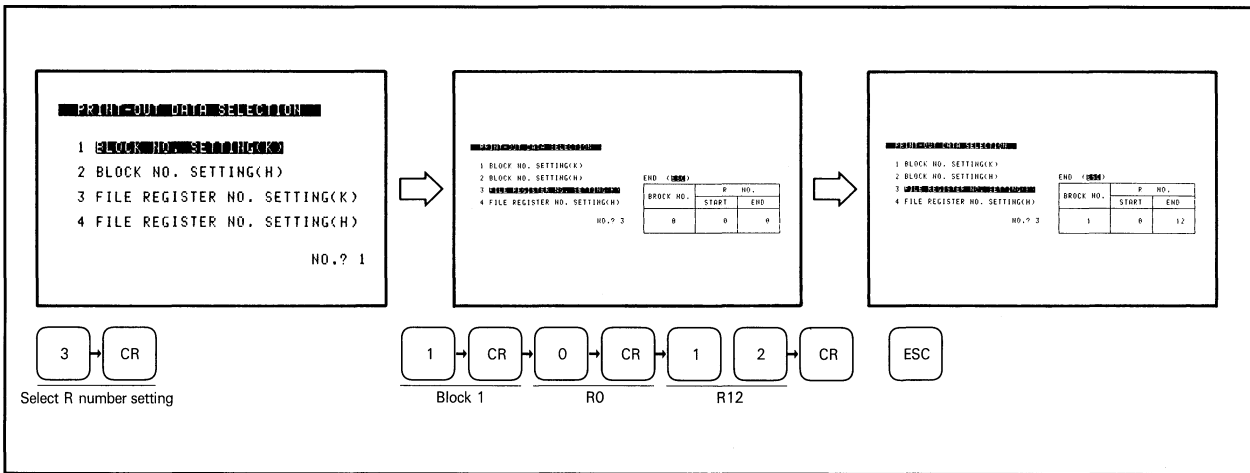 PRINT-OUT DATA SELECTION
1 BLOCK NO. SETTING(K)
2 BLOCK NO. SETTING(H)
3 FILE REGISTER NO. SETTING(K)
4 FILE REGISTER NO. SETTING(H)
NO.? 1
PRINT-OUT DATA SELECTION
1 BLOCK NO. SETTING(K)
2 BLOCK NO. SETTING(H)
3 FILE REGISTER NO. SETTING(K)
4 FILE REGISTER NO. SETTING(H)
NO.? 3
END (ESC)
BROCK NO. R NO.
START END
0 0 0
PRINT-OUT DATA SELECTION
1 BLOCK NO. SETTING(K)
2 BLOCK NO. SETTING(H)
3 FILE REGISTER NO. SETTING(K)
4 FILE REGISTER NO. SETTING(H)
NO.? 3
END (ESC)
BROCK NO. R NO.
START END
1 0 12
3 CR
Select R number setting
1 CR 0 CR 1 2 CR
Block 1 R0 R12
ESC